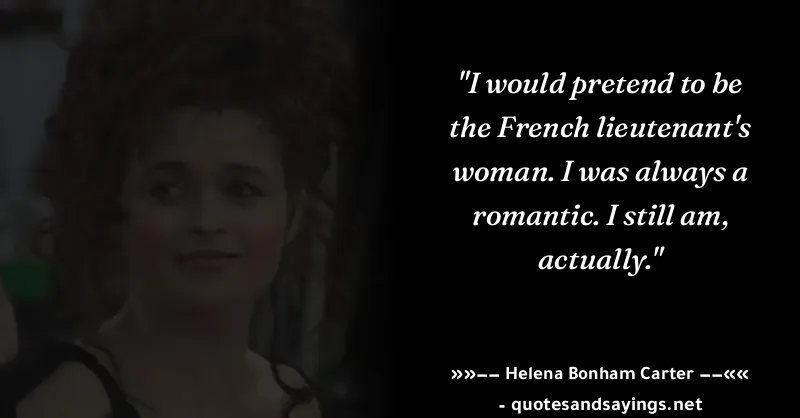 "I would pretend to be
the French lieutenant's
woman. I was always a
romantic. I still am,
actually."
»»−− Helena Bonham Carter −−««
- quotesandsayings.net